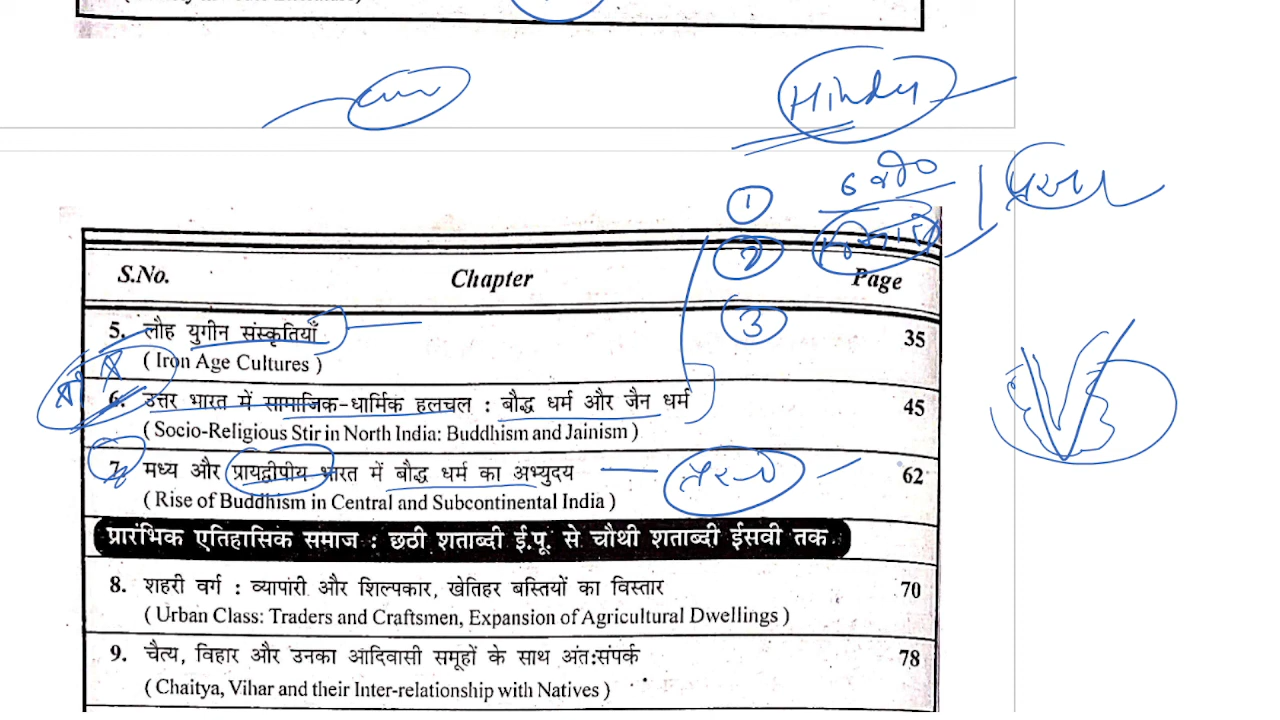 Hindu
①
②
③
S.No. Chapter Page
5. लौह युगीन संस्कृतियाँ 35
( Iron Age Cultures )
6. उत्तर भारत में सामाजिक-धार्मिक हलचल : बौद्ध धर्म और जैन धर्म 45
( Socio-Religious Stir in North India: Buddhism and Jainism )
7. मध्य और प्रायद्वीपीय भारत में बौद्ध धर्म का अभ्युदय 62
( Rise of Buddhism in Central and Subcontinental India )
प्रारंभिक एतिहासिक समाज : छठी शताब्दी ई.पू. से चौथी शताब्दी ईसवी तक
8. शहरी वर्ग : व्यापारी और शिल्पकार, खेतिहर बस्तियों का विस्तार 70
( Urban Class: Traders and Craftsmen, Expansion of Agricultural Dwellings )
9. चैत्य, विहार और उनका आदिवासी समूहों के साथ अंत:संपर्क 78
( Chaitya, Vihar and their Inter-relationship with Natives )